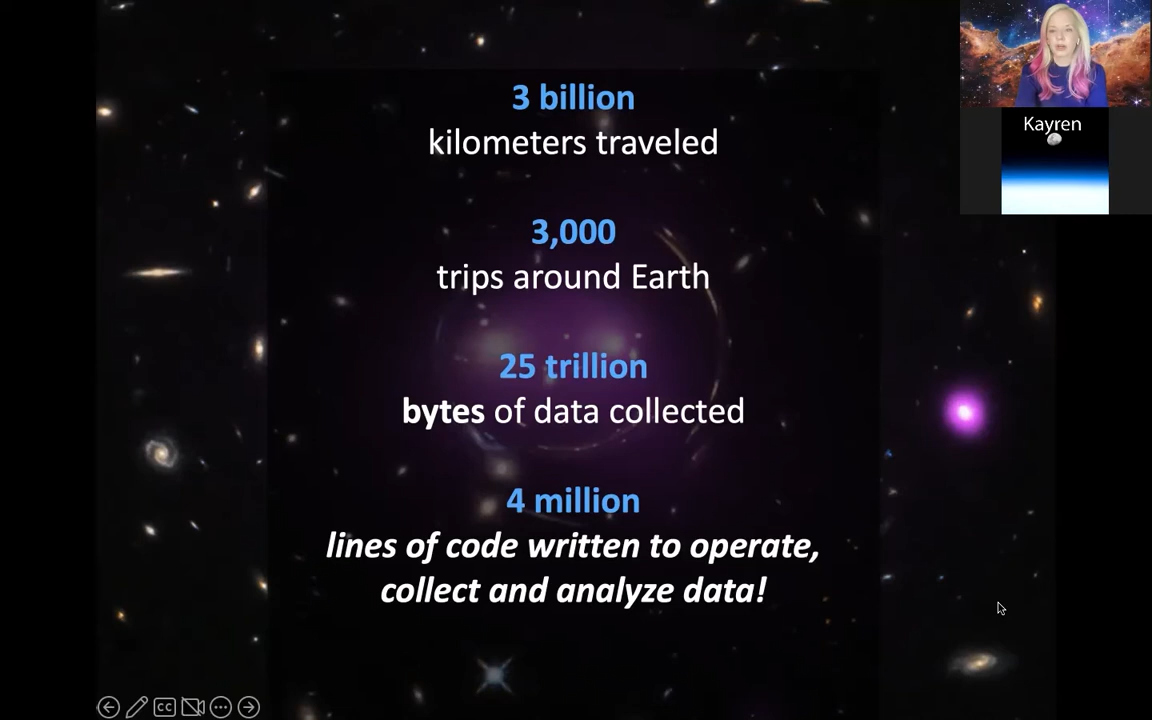 3 billion
kilometers traveled
3,000
trips around Earth
25 trillion
bytes of data collected
4 million
lines of code written to operate,
collect and analyze data!
Kayren
CC